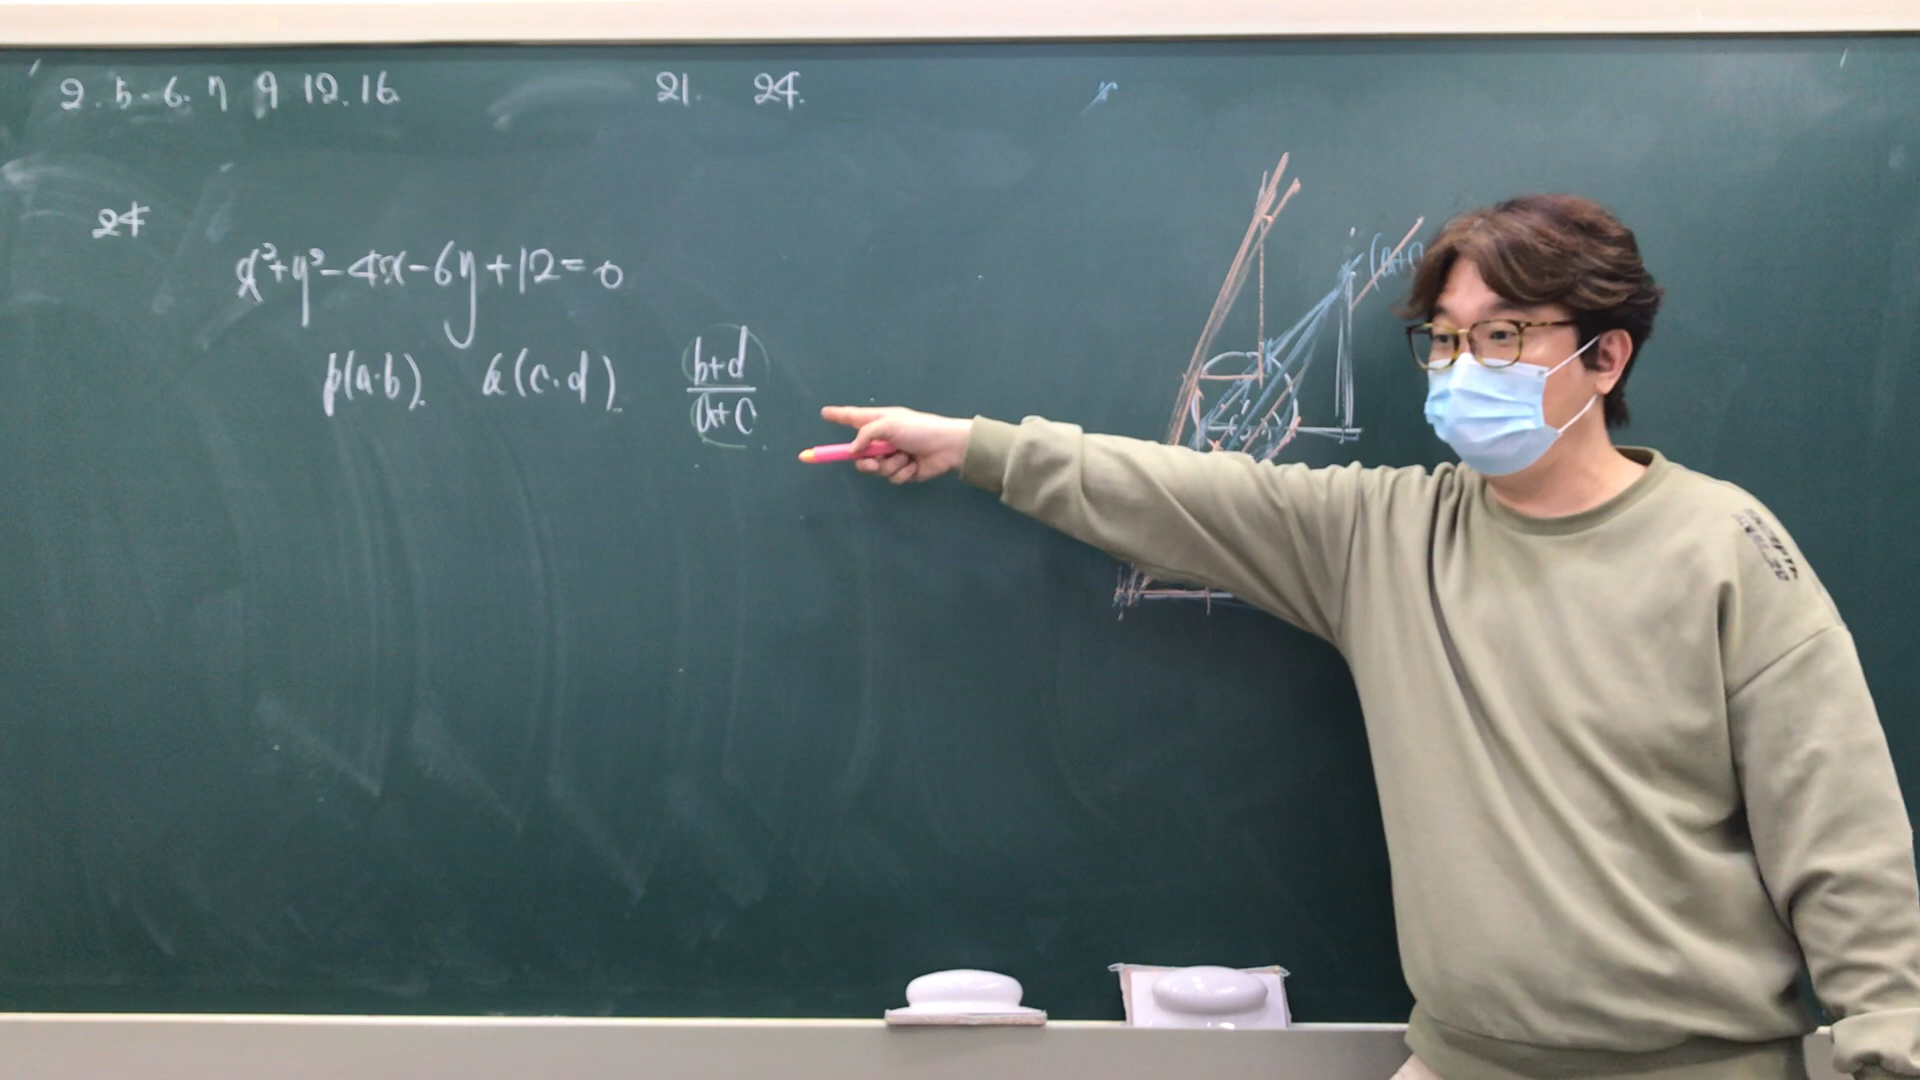 2. 5. 6. 7 9 12. 16. 21. 24.
24
x²+y²-4x-6y+12=0
P(a.b). Q(c.d). b+d/a+c